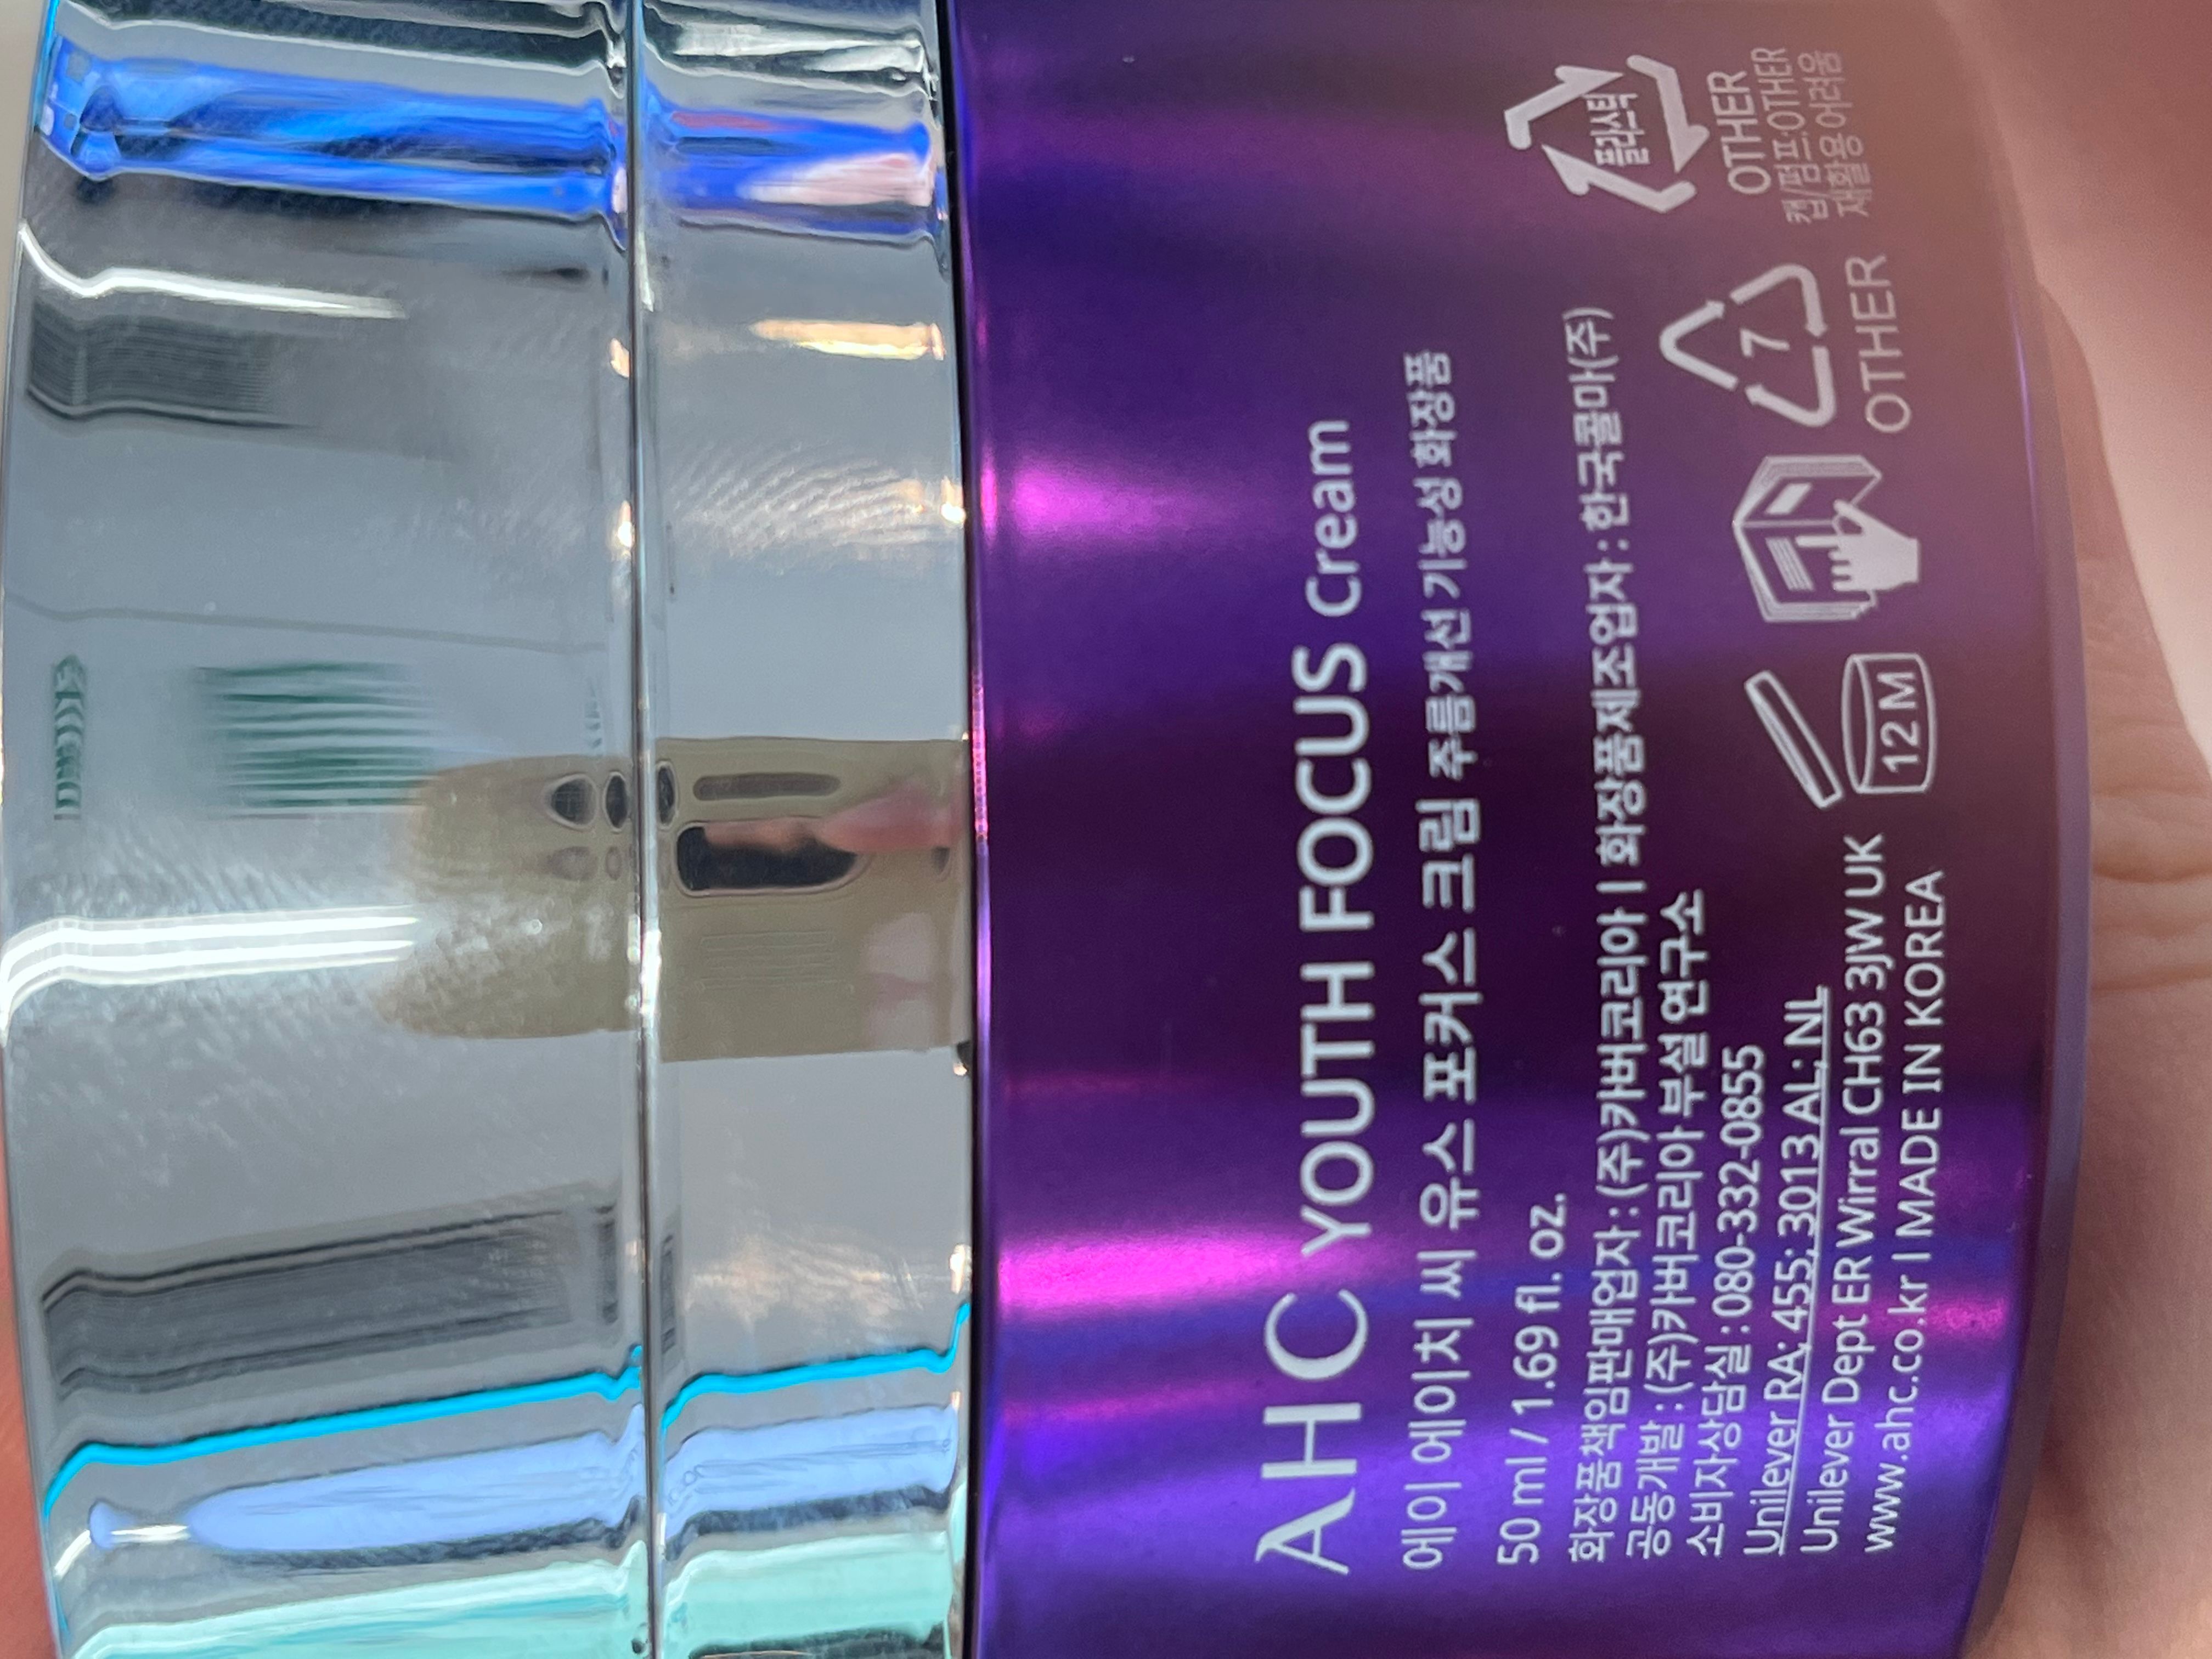 AHC YOUTH FOCUS Cream
에이 에이치 씨 유스 포커스 크림 주름개선 기능성 화장품
50 ml / 1.69 fl. oz.
화장품책임판매업자 : (주)카버코리아 | 화장품제조업자 : 한국콜마(주)
공동개발 : (주)카버코리아 부설 연구소
소비자상담실 : 080-332-0855
Unilever RA; 455; 3013 AL; NL
Unilever Dept ER Wirral CH63 3JW UK
www.ahc.co.kr | MADE IN KOREA
12 M
7
OTHER
플라스틱
OTHER
캡/펌프:OTHER
재활용 어려움